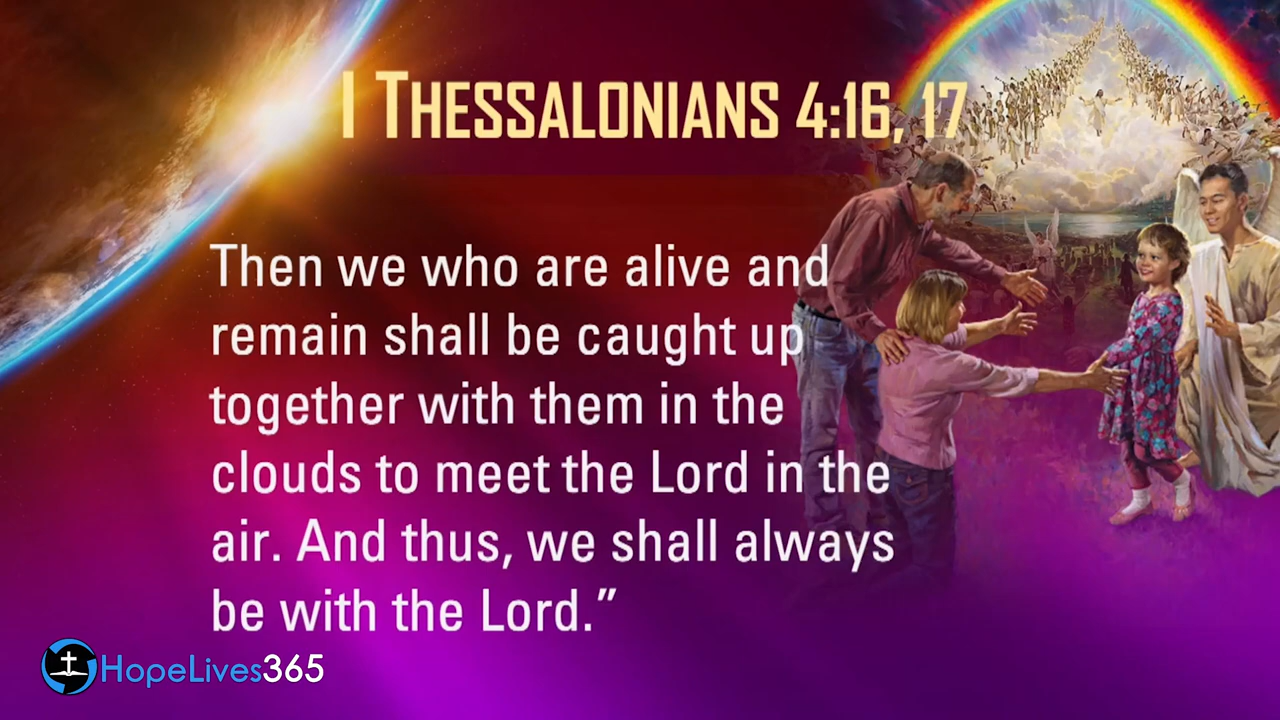 I THESSALONIANS 4:16, 17
Then we who are alive and
remain shall be caught up
together with them in the
clouds to meet the Lord in the
air. And thus, we shall always
be with the Lord.”
HopeLives365